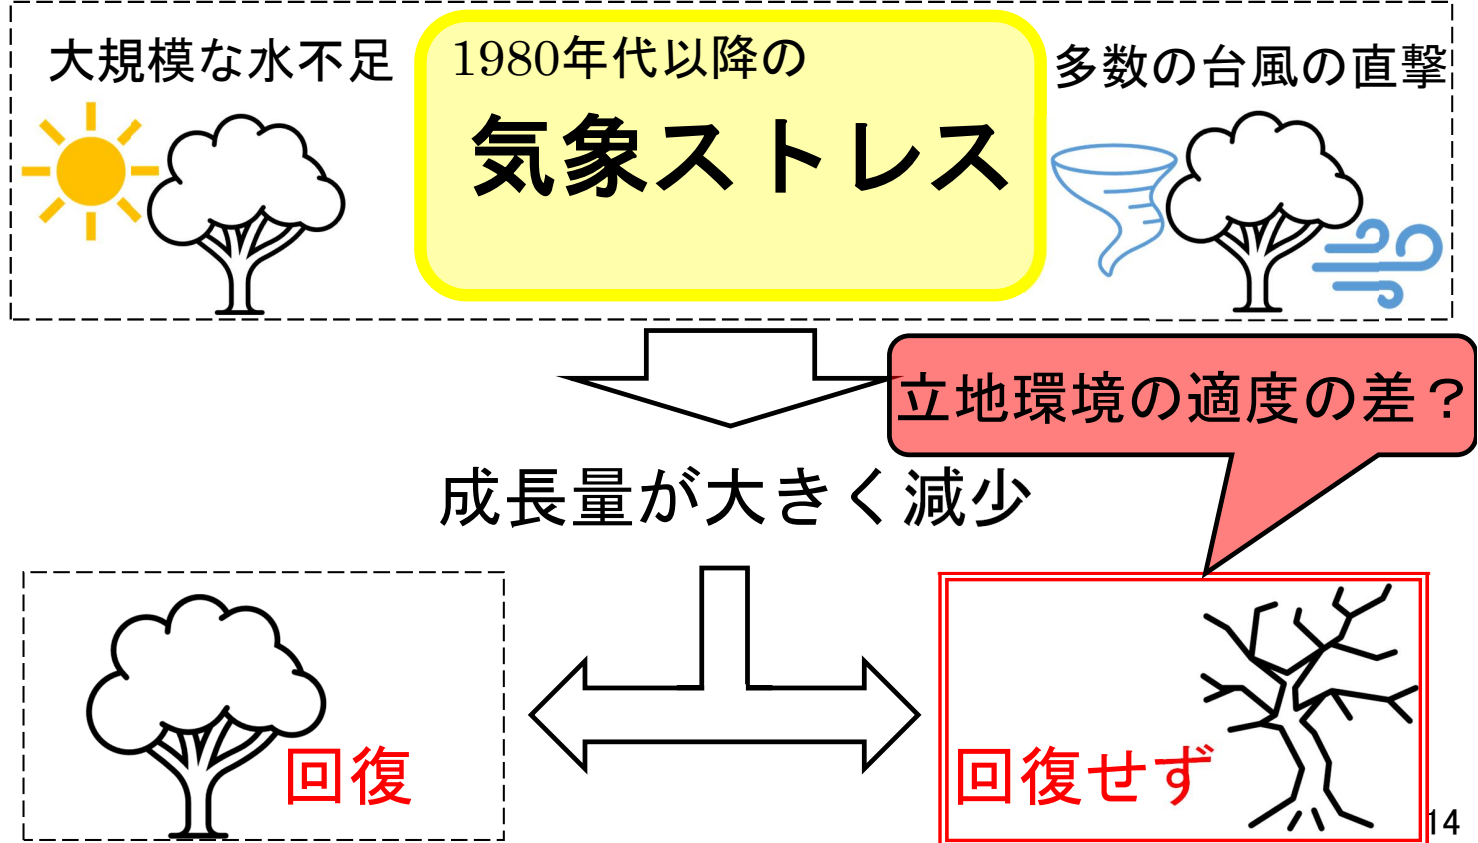 大規模な水不足
1980年代以降の
気象ストレス
多数の台風の直撃
立地環境の適度の差？
成長量が大きく減少
回復
回復せず
14